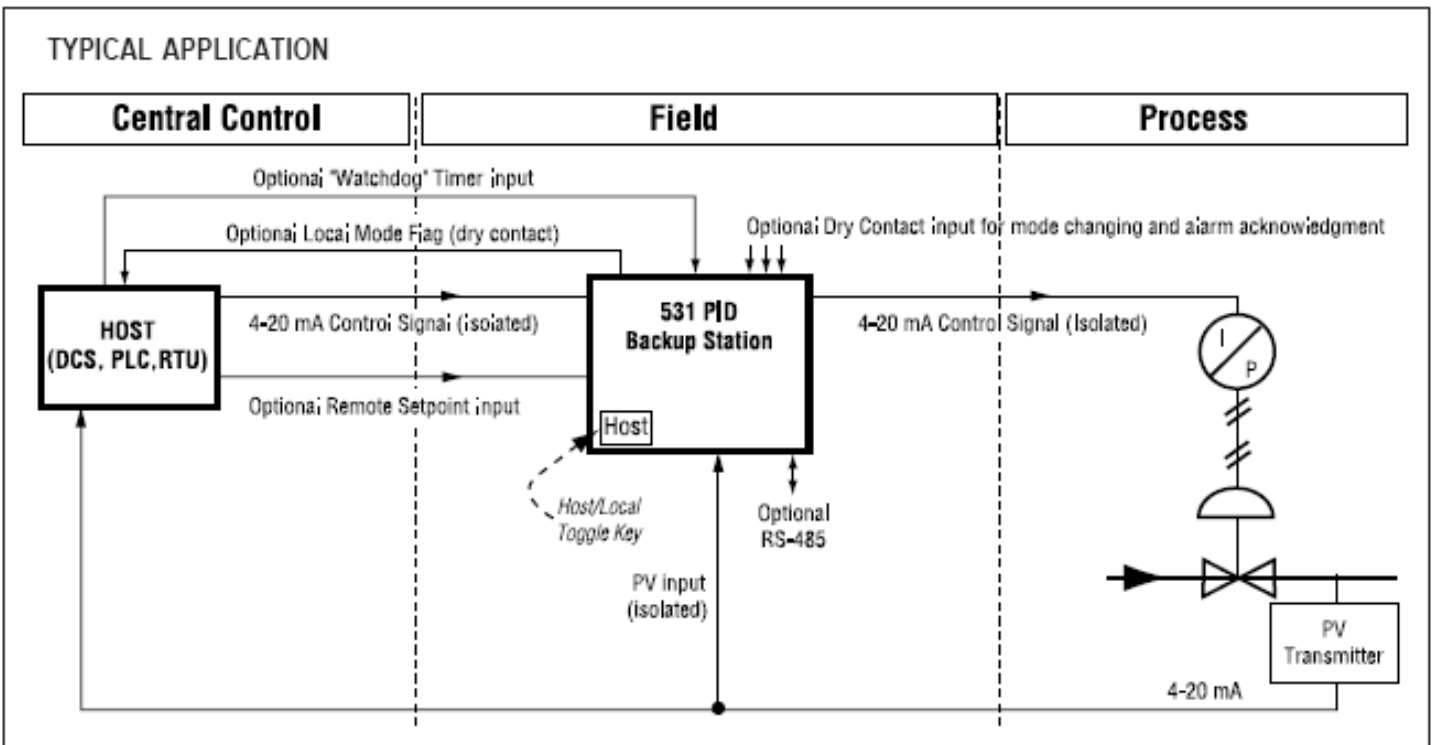 TYPICAL APPLICATION
Central Control
Field
Process
Optional "Watchdog" Timer input
Optional Local Mode Flag (dry contact)
Optional Dry Contact input for mode changing and alarm acknowledgment
HOST
(DCS, PLC,RTU)
4-20 mA Control Signal (isolated)
531 PID
Backup Station
4-20 mA Control Signal (Isolated)
I
P
Optional Remote Setpoint input
Host
Host/Local
Toggle Key
Optional
RS-485
PV input
(isolated)
PV
Transmitter
4-20 mA